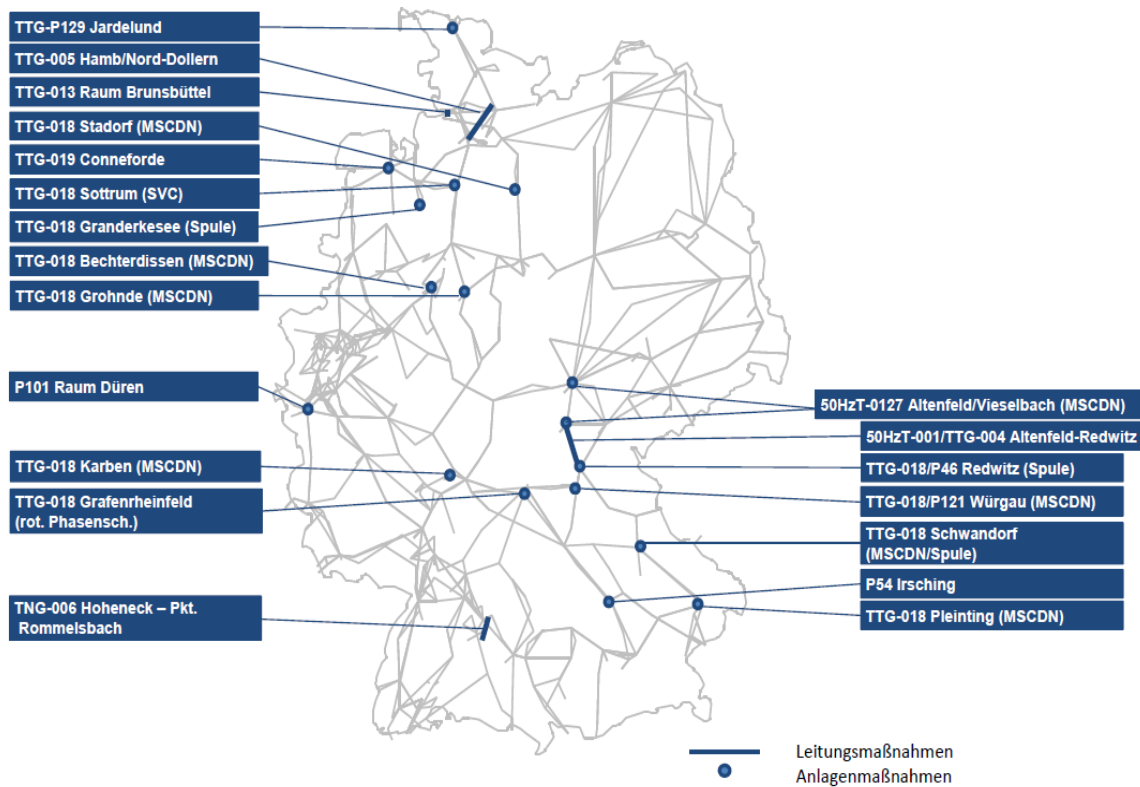 TTG-P129 Jardelund
TTG-005 Hamb/Nord-Dollern
TTG-013 Raum Brunsbüttel
TTG-018 Stadorf (MSCDN)
TTG-019 Conneforde
TTG-018 Sottrum (SVC)
TTG-018 Granderkesee (Spule)
TTG-018 Bechterdissen (MSCDN)
TTG-018 Grohnde (MSCDN)
P101 Raum Düren
TTG-018 Karben (MSCDN)
TTG-018 Grafenrheinfeld
(rot. Phasensch.)
TNG-006 Hoheneck – Pkt.
Rommelsbach
50HzT-0127 Altenfeld/Vieselbach (MSCDN)
50HzT-001/TTG-004 Altenfeld-Redwitz
TTG-018/P46 Redwitz (Spule)
TTG-018/P121 Würgau (MSCDN)
TTG-018 Schwandorf
(MSCDN/Spule)
P54 Irsching
TTG-018 Pleinting (MSCDN)
Leitungsmaßnahmen
Anlagenmaßnahmen